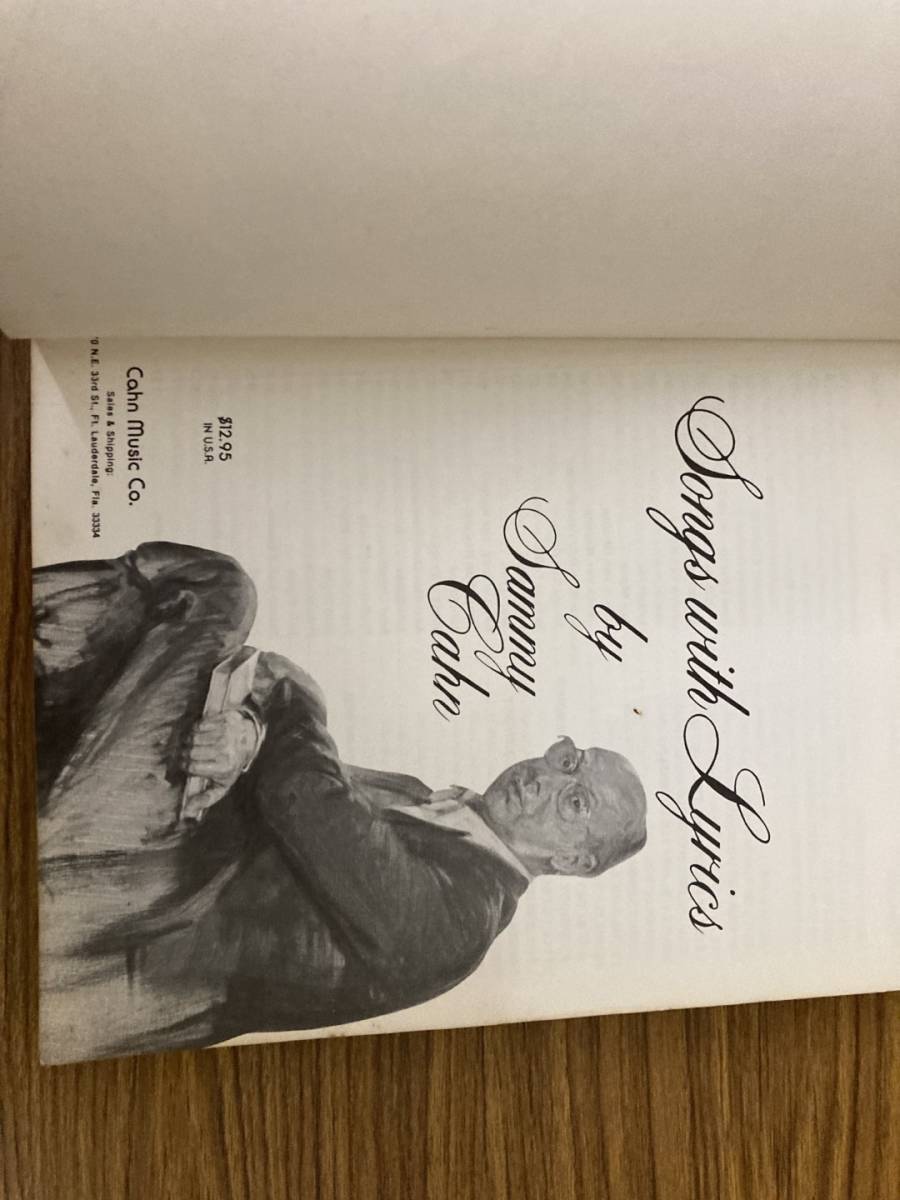 Songs with Lyrics
by
Sammy
Cahn
$12.95
IN U.S.A.
Cahn Music Co.
Sales & Shipping:
N.E. 33rd St., Ft. Lauderdale, Fla. 33334